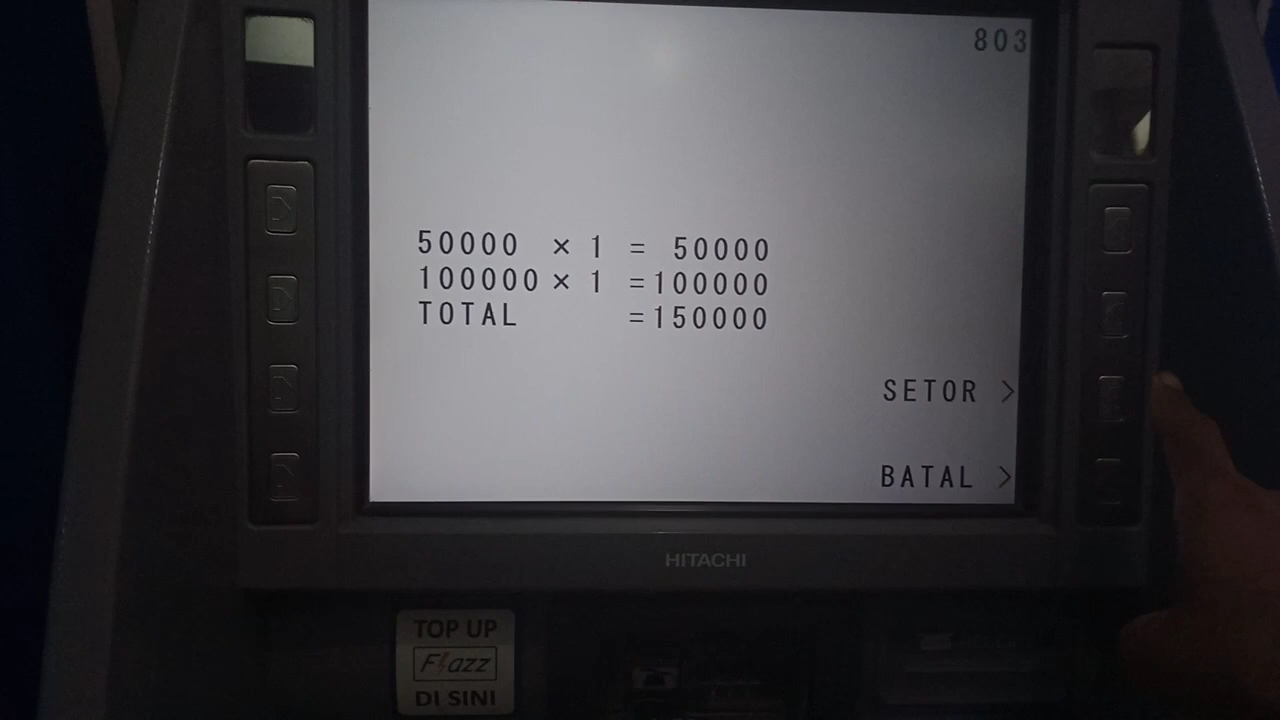 803
50000 × 1 = 50000
100000 × 1 =100000
TOTAL =150000
SETOR >
BATAL >
HITACHI
TOP UP
Flazz
DI SINI